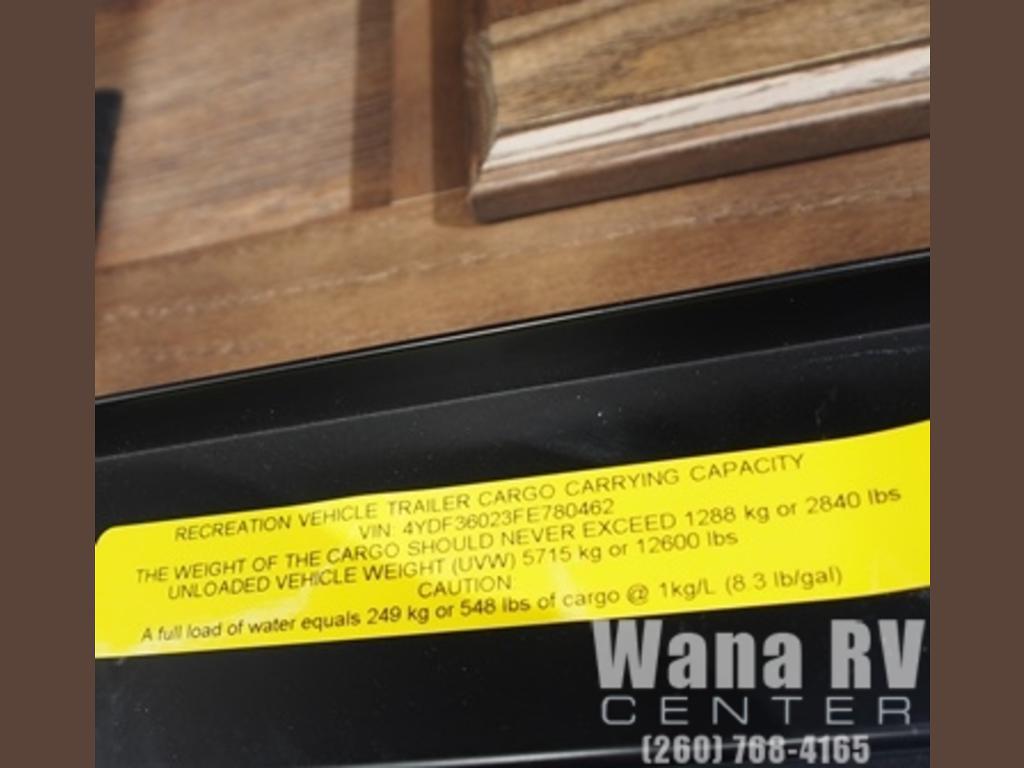 RECREATION VEHICLE TRAILER CARGO CARRYING CAPACITY
VIN: 4YDF36023FE780462
THE WEIGHT OF THE CARGO SHOULD NEVER EXCEED 1288 kg or 2840 lbs
UNLOADED VEHICLE WEIGHT (UVW) 5715 kg or 12600 lbs
CAUTION:
A full load of water equals 249 kg or 548 lbs of cargo @ 1kg/L (8.3 lb/gal)
Wana RV
CENTER
(260) 768-4165